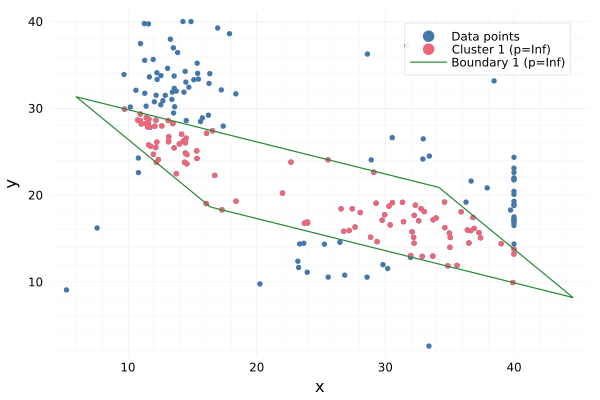 40
30
20
10
y
10 20 30 40
x
Data points
Cluster 1 (p=Inf)
Boundary 1 (p=Inf)